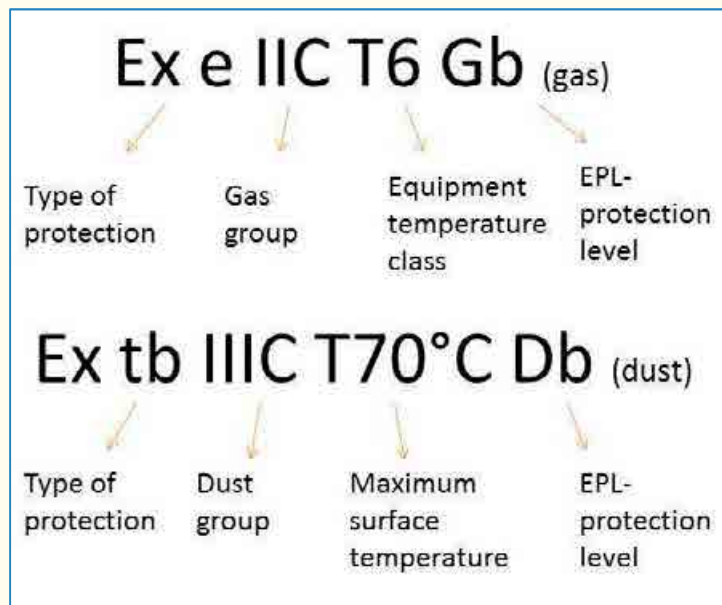 Ex e IIC T6 Gb (gas)
Type of
protection
Gas
group
Equipment
temperature
class
EPL-
protection
level
Ex tb IIIC T70°C Db (dust)
Type of
protection
Dust
group
Maximum
surface
temperature
EPL-
protection
level